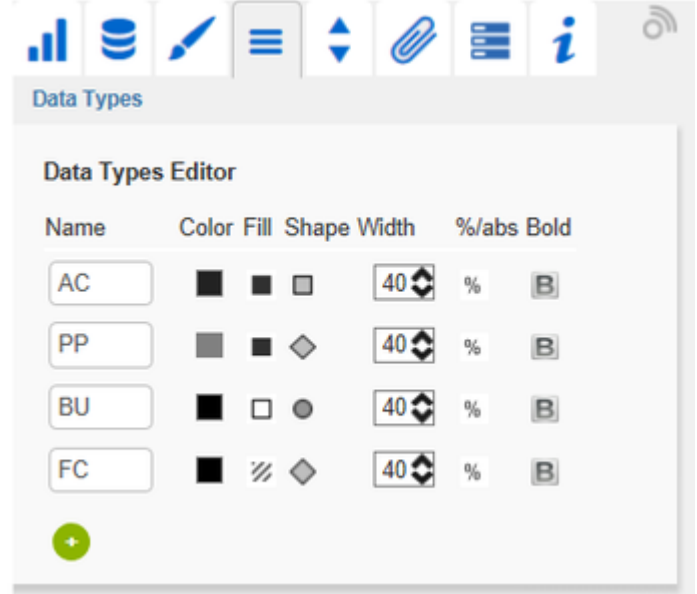 Data Types
Data Types Editor
Name Color Fill Shape Width %/abs Bold
AC 40 % B
PP 40 % B
BU 40 % B
FC 40 % B